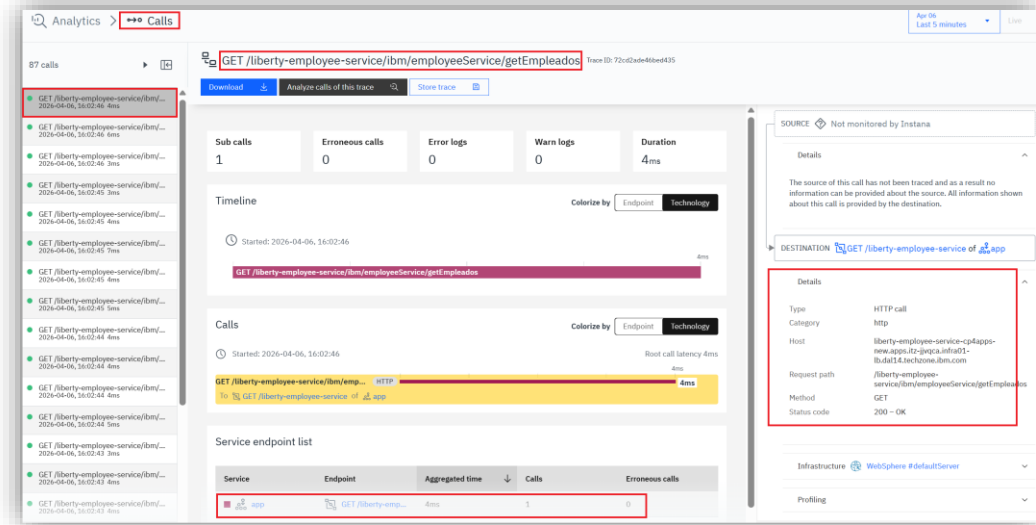 Analytics > Calls
Apr 06
Last 5 minutes
Live
87 calls
GET /liberty-employee-service/ibm/employeeService/getEmpleados
Trace ID: 72cd2ade46bed435
Download
Analyze calls of this trace
Store trace
GET /liberty-employee-service/ibm/...
2026-04-06, 16:02:46 4ms
GET /liberty-employee-service/ibm/...
2026-04-06, 16:02:46 6ms
GET /liberty-employee-service/ibm/...
2026-04-06, 16:02:46 3ms
GET /liberty-employee-service/ibm/...
2026-04-06, 16:02:45 3ms
GET /liberty-employee-service/ibm/...
2026-04-06, 16:02:45 4ms
GET /liberty-employee-service/ibm/...
2026-04-06, 16:02:45 7ms
GET /liberty-employee-service/ibm/...
2026-04-06, 16:02:45 4ms
GET /liberty-employee-service/ibm/...
2026-04-06, 16:02:45 5ms
GET /liberty-employee-service/ibm/...
2026-04-06, 16:02:44 4ms
GET /liberty-employee-service/ibm/...
2026-04-06, 16:02:44 4ms
GET /liberty-employee-service/ibm/...
2026-04-06, 16:02:44 5ms
GET /liberty-employee-service/ibm/...
2026-04-06, 16:02:43 3ms
GET /liberty-employee-service/ibm/...
2026-04-06, 16:02:43 4ms
GET /liberty-employee-service/ibm/...
2026-04-06, 16:02:43 4ms
Sub calls
1
Erroneous calls
0
Error logs
0
Warn logs
0
Duration
4ms
Timeline
Colorize by Endpoint Technology
Started: 2026-04-06, 16:02:46
4ms
GET /liberty-employee-service/ibm/employeeService/getEmpleados
Calls
Colorize by Endpoint Technology
Started: 2026-04-06, 16:02:46
Root call latency 4ms
4ms
GET /liberty-employee-service/ibm/emp... HTTP 4ms
To GET /liberty-employee-service of app
Service endpoint list
Service Endpoint Aggregated time Calls Erroneous calls
app GET /liberty-emp... 4ms 1 0
SOURCE Not monitored by Instana
Details
The source of this call has not been traced and as a result no
information can be provided about the source. All information shown
about this call is provided by the destination.
DESTINATION GET /liberty-employee-service of app
Details
Type HTTP call
Category http
Host liberty-employee-service-cp4apps-
new.apps.itz-jjvqca.infra01-
lb.dal14.techzone.ibm.com
Request path /liberty-employee-
service/ibm/employeeService/getEmpleados
Method GET
Status code 200 – OK
Infrastructure WebSphere #defaultServer
Profiling